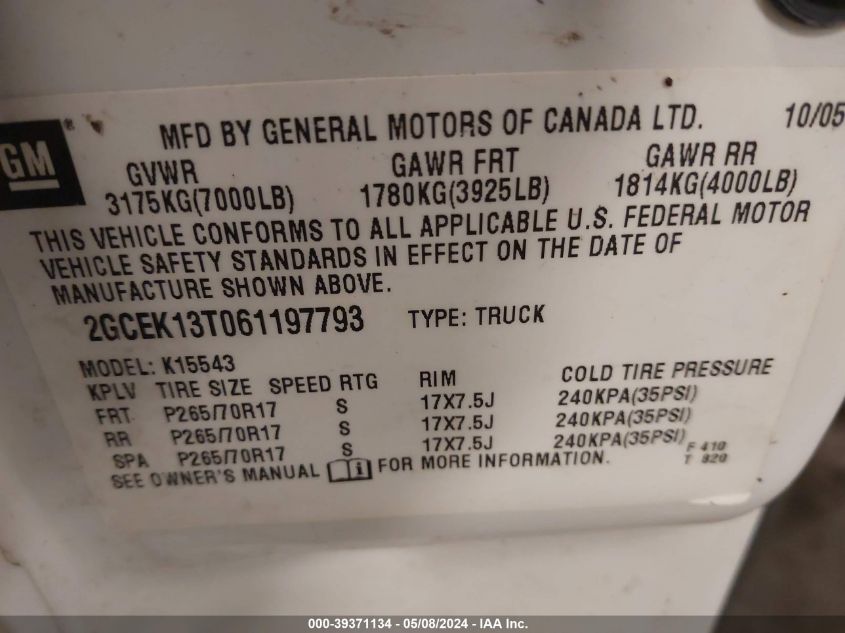 GM ®
MFD BY GENERAL MOTORS OF CANADA LTD. 10/05
GVWR GAWR FRT GAWR RR
3175KG(7000LB) 1780KG(3925LB) 1814KG(4000LB)
THIS VEHICLE CONFORMS TO ALL APPLICABLE U.S. FEDERAL MOTOR
VEHICLE SAFETY STANDARDS IN EFFECT ON THE DATE OF
MANUFACTURE SHOWN ABOVE.
2GCEK13T061197793 TYPE: TRUCK
MODEL: K15543
KPLV TIRE SIZE SPEED RTG RIM COLD TIRE PRESSURE
FRT P265/70R17 S 17X7.5J 240KPA(35PSI)
RR P265/70R17 S 17X7.5J 240KPA(35PSI)
SPA P265/70R17 S 17X7.5J 240KPA(35PSI)
SEE OWNER'S MANUAL FOR MORE INFORMATION.
F 410
T 920
000-39371134 - 05/08/2024 - IAA Inc.